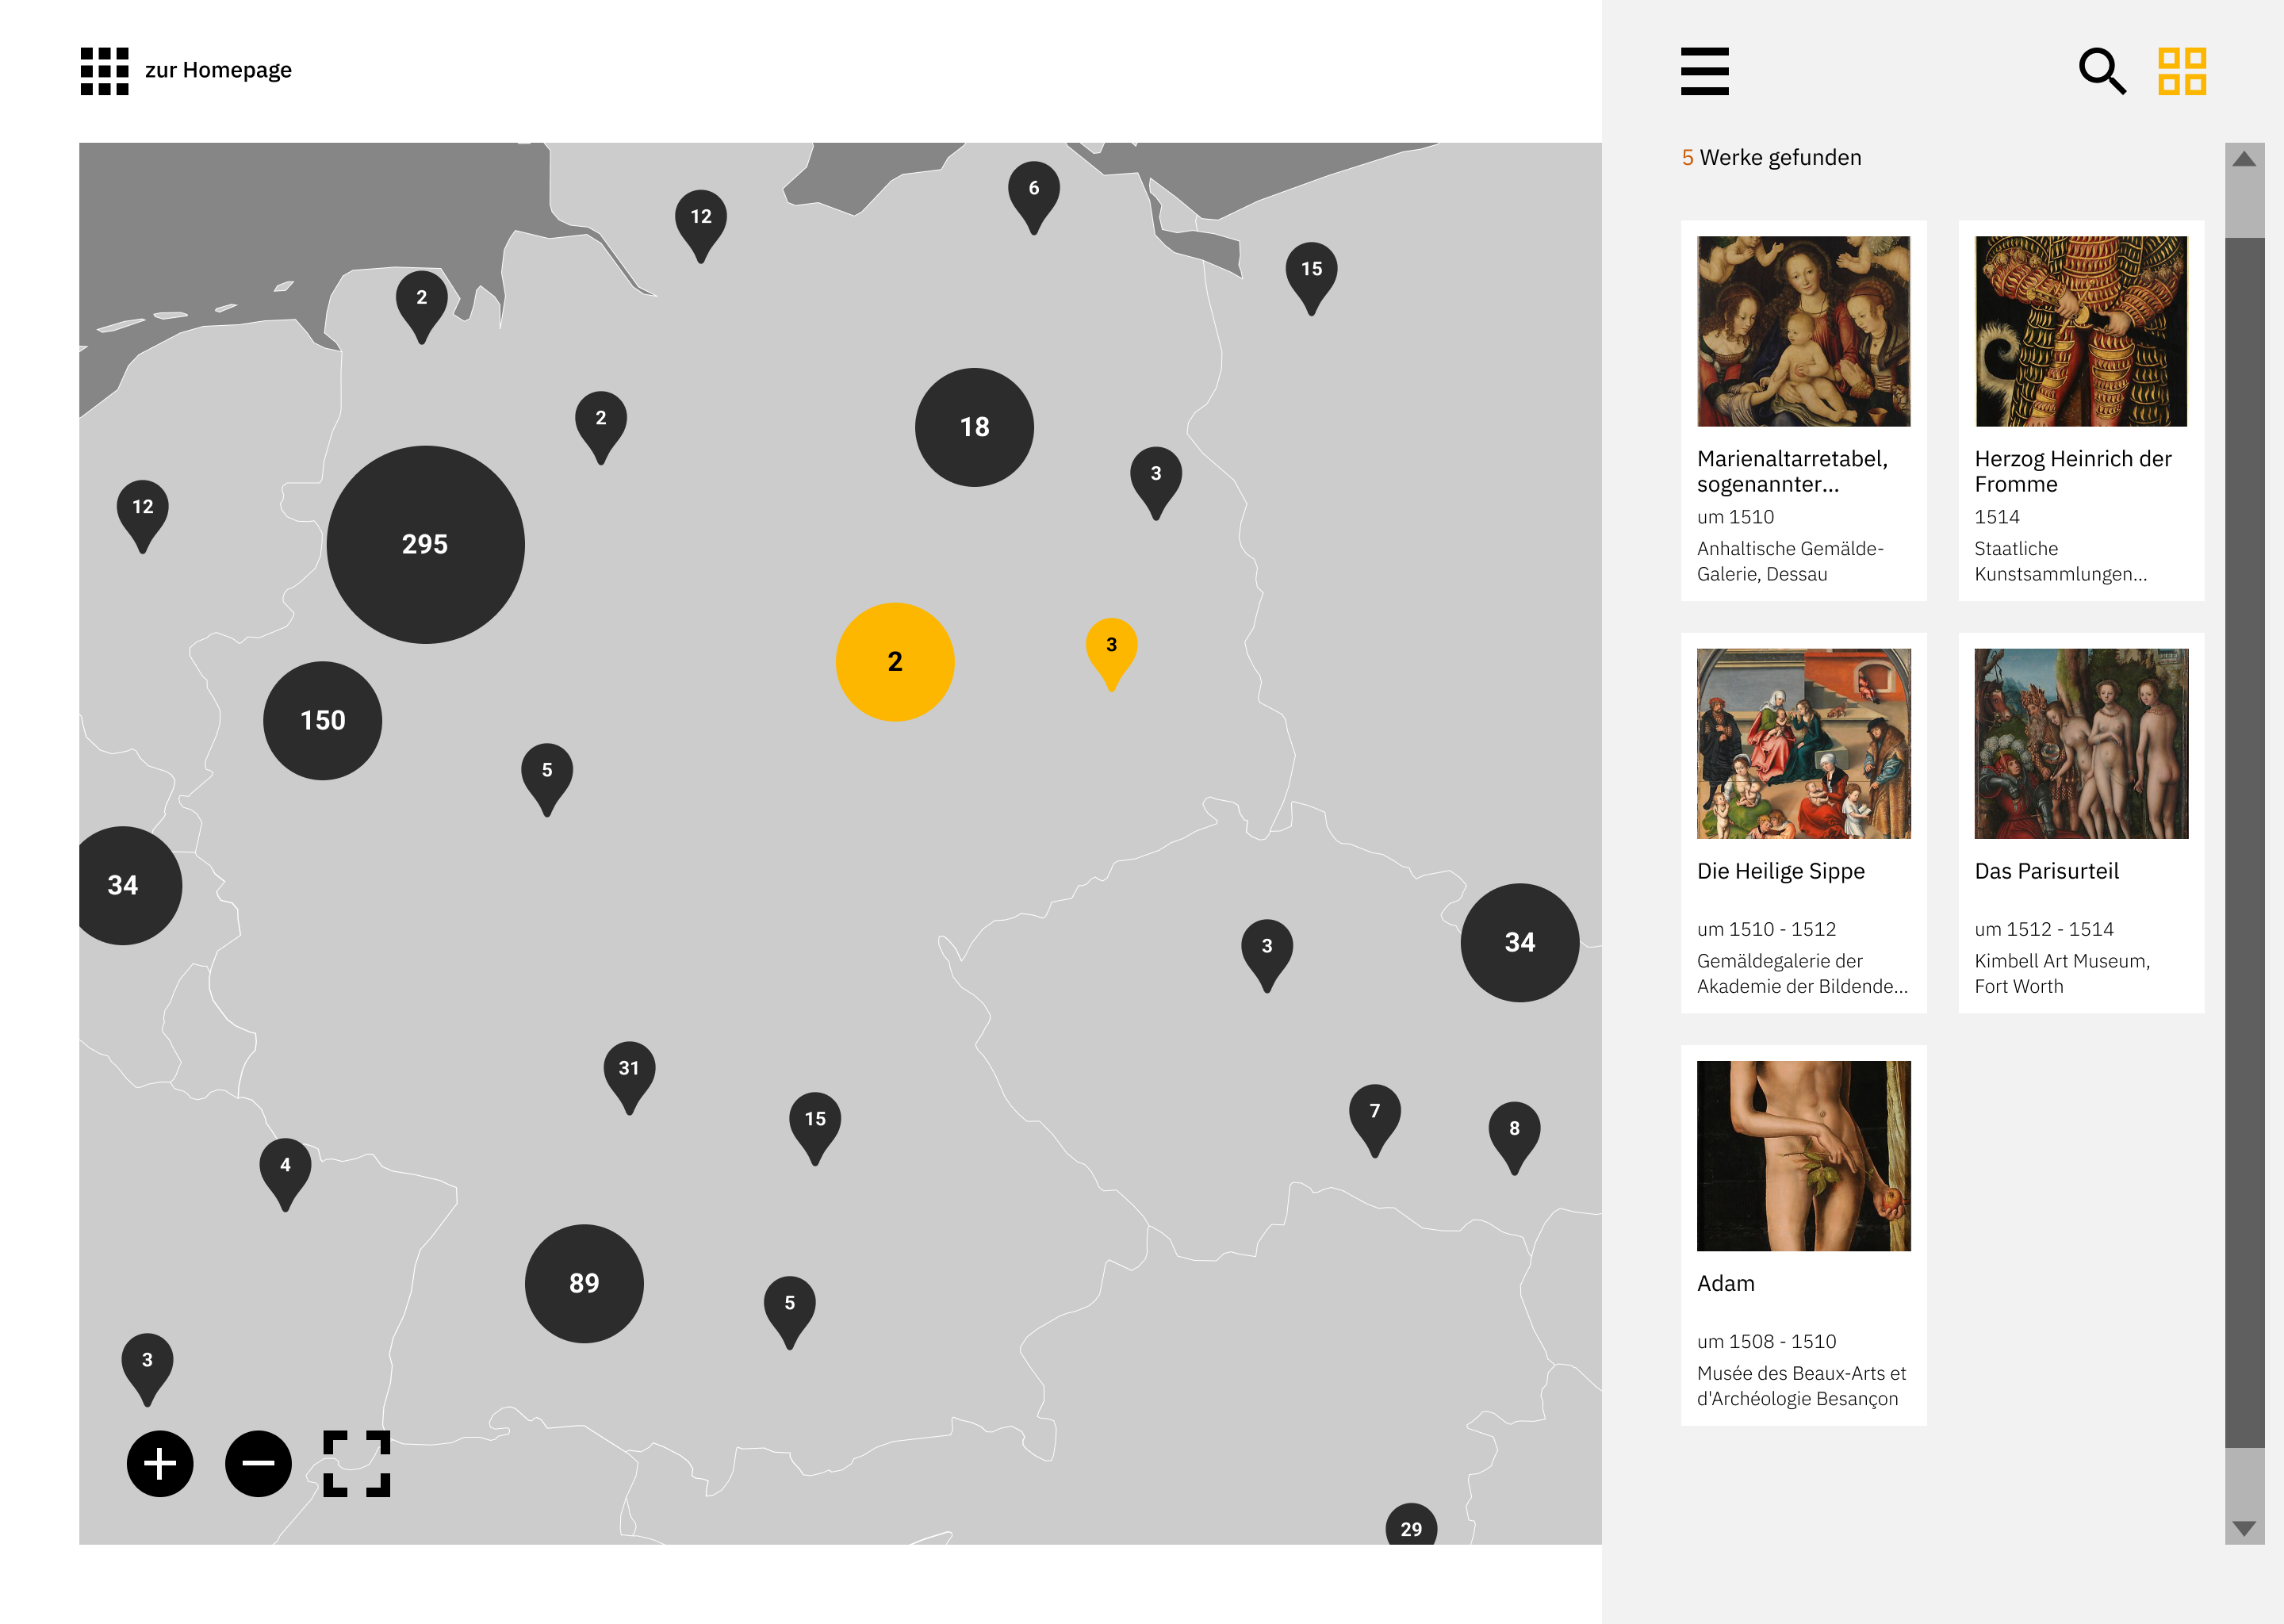 zur Homepage
6
12
15
2
2
18
3
12
295
2
3
150
5
34
34
3
31
15
7
8
4
89
5
3
29
5 Werke gefunden
Marienaltarretabel,
sogenannter...
um 1510
Anhaltische Gemälde-
Galerie, Dessau
Herzog Heinrich der
Fromme
1514
Staatliche
Kunstsammlungen...
Die Heilige Sippe
um 1510 - 1512
Gemäldegalerie der
Akademie der Bildende...
Das Parisurteil
um 1512 - 1514
Kimbell Art Museum,
Fort Worth
Adam
um 1508 - 1510
Musée des Beaux-Arts et
d'Archéologie Besançon